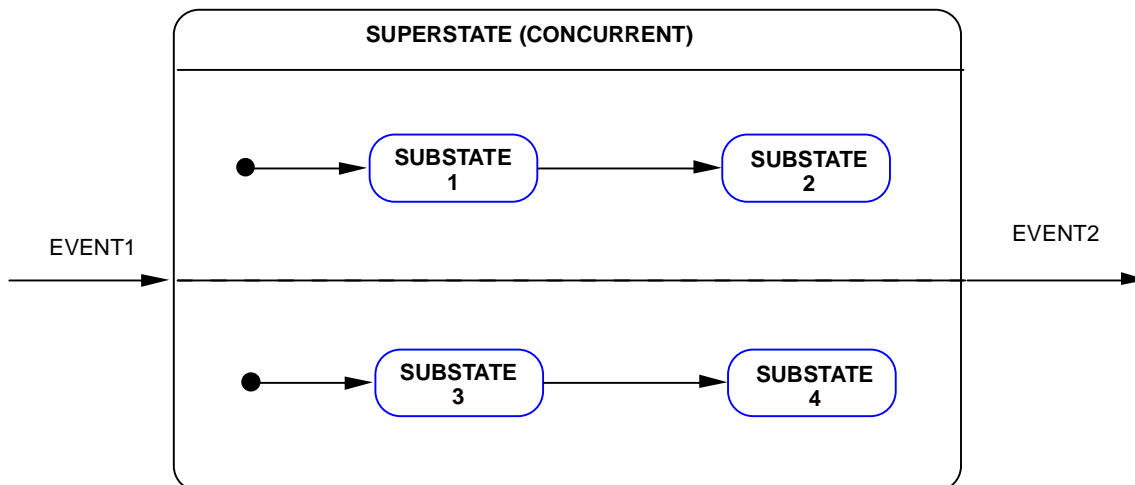 SUPERSTATE (CONCURRENT)
SUBSTATE
1
SUBSTATE
2
EVENT1
EVENT2
SUBSTATE
3
SUBSTATE
4